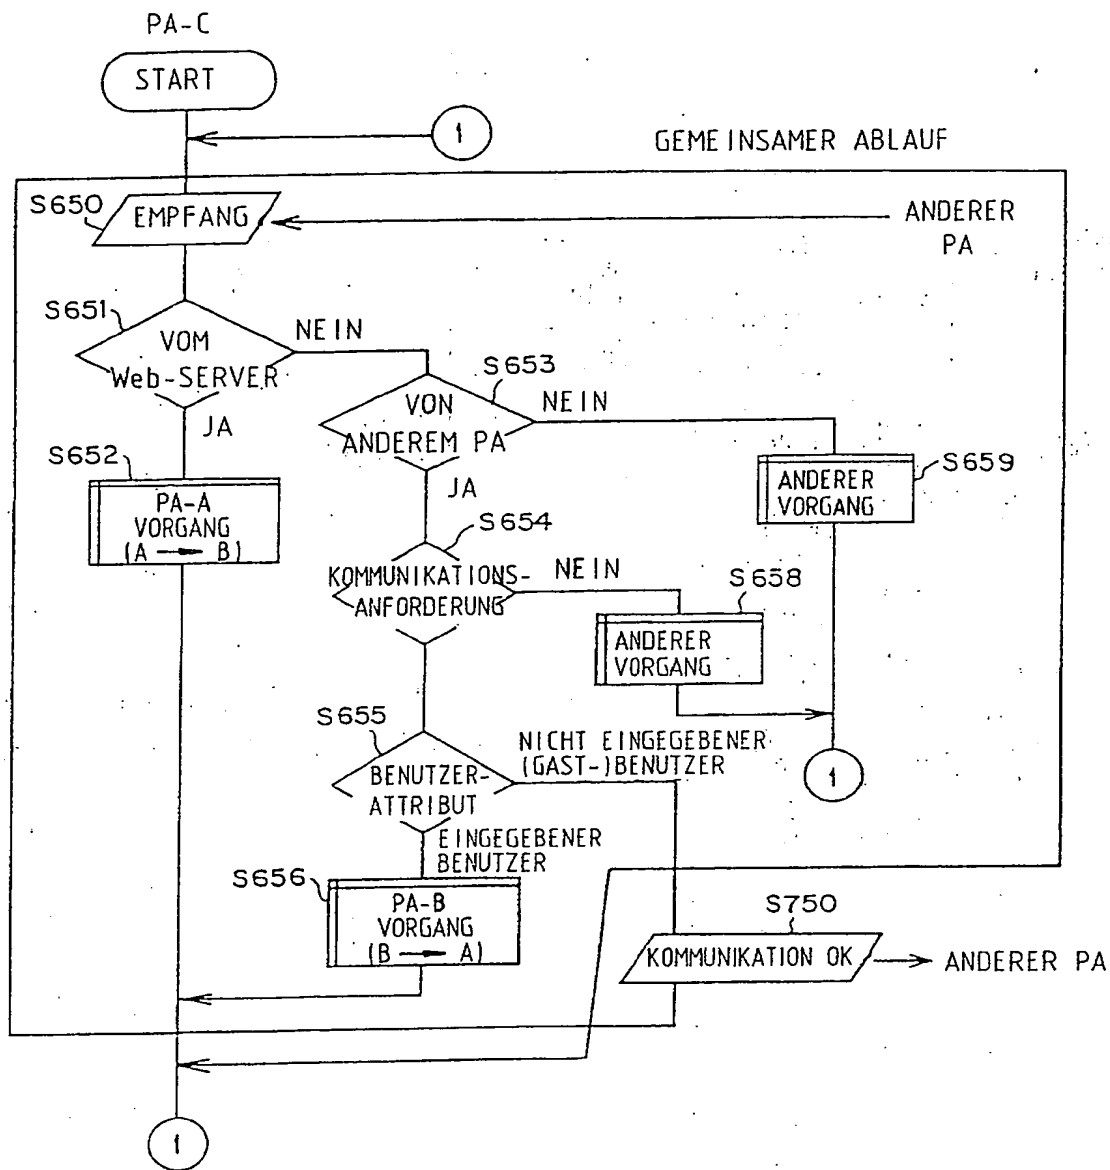 PA-C
START
1
GEMEINSAMER ABLAUF
S650
EMPFANG
ANDERER
PA
S651
VOM
Web-SERVER
NEIN
JA
S653
VON
ANDEREM PA
NEIN
JA
S652
PA-A
VORGANG
(A → B)
S659
ANDERER
VORGANG
S654
KOMMUNIKATIONS-
ANFORDERUNG
NEIN
S658
ANDERER
VORGANG
S655
BENUTZER-
ATTRIBUT
NICHT EINGEGEBENER
(GAST-)BENUTZER
1
EINGEGEBENER
BENUTZER
S656
PA-B
VORGANG
(B → A)
S750
KOMMUNIKATION OK
ANDERER PA
1